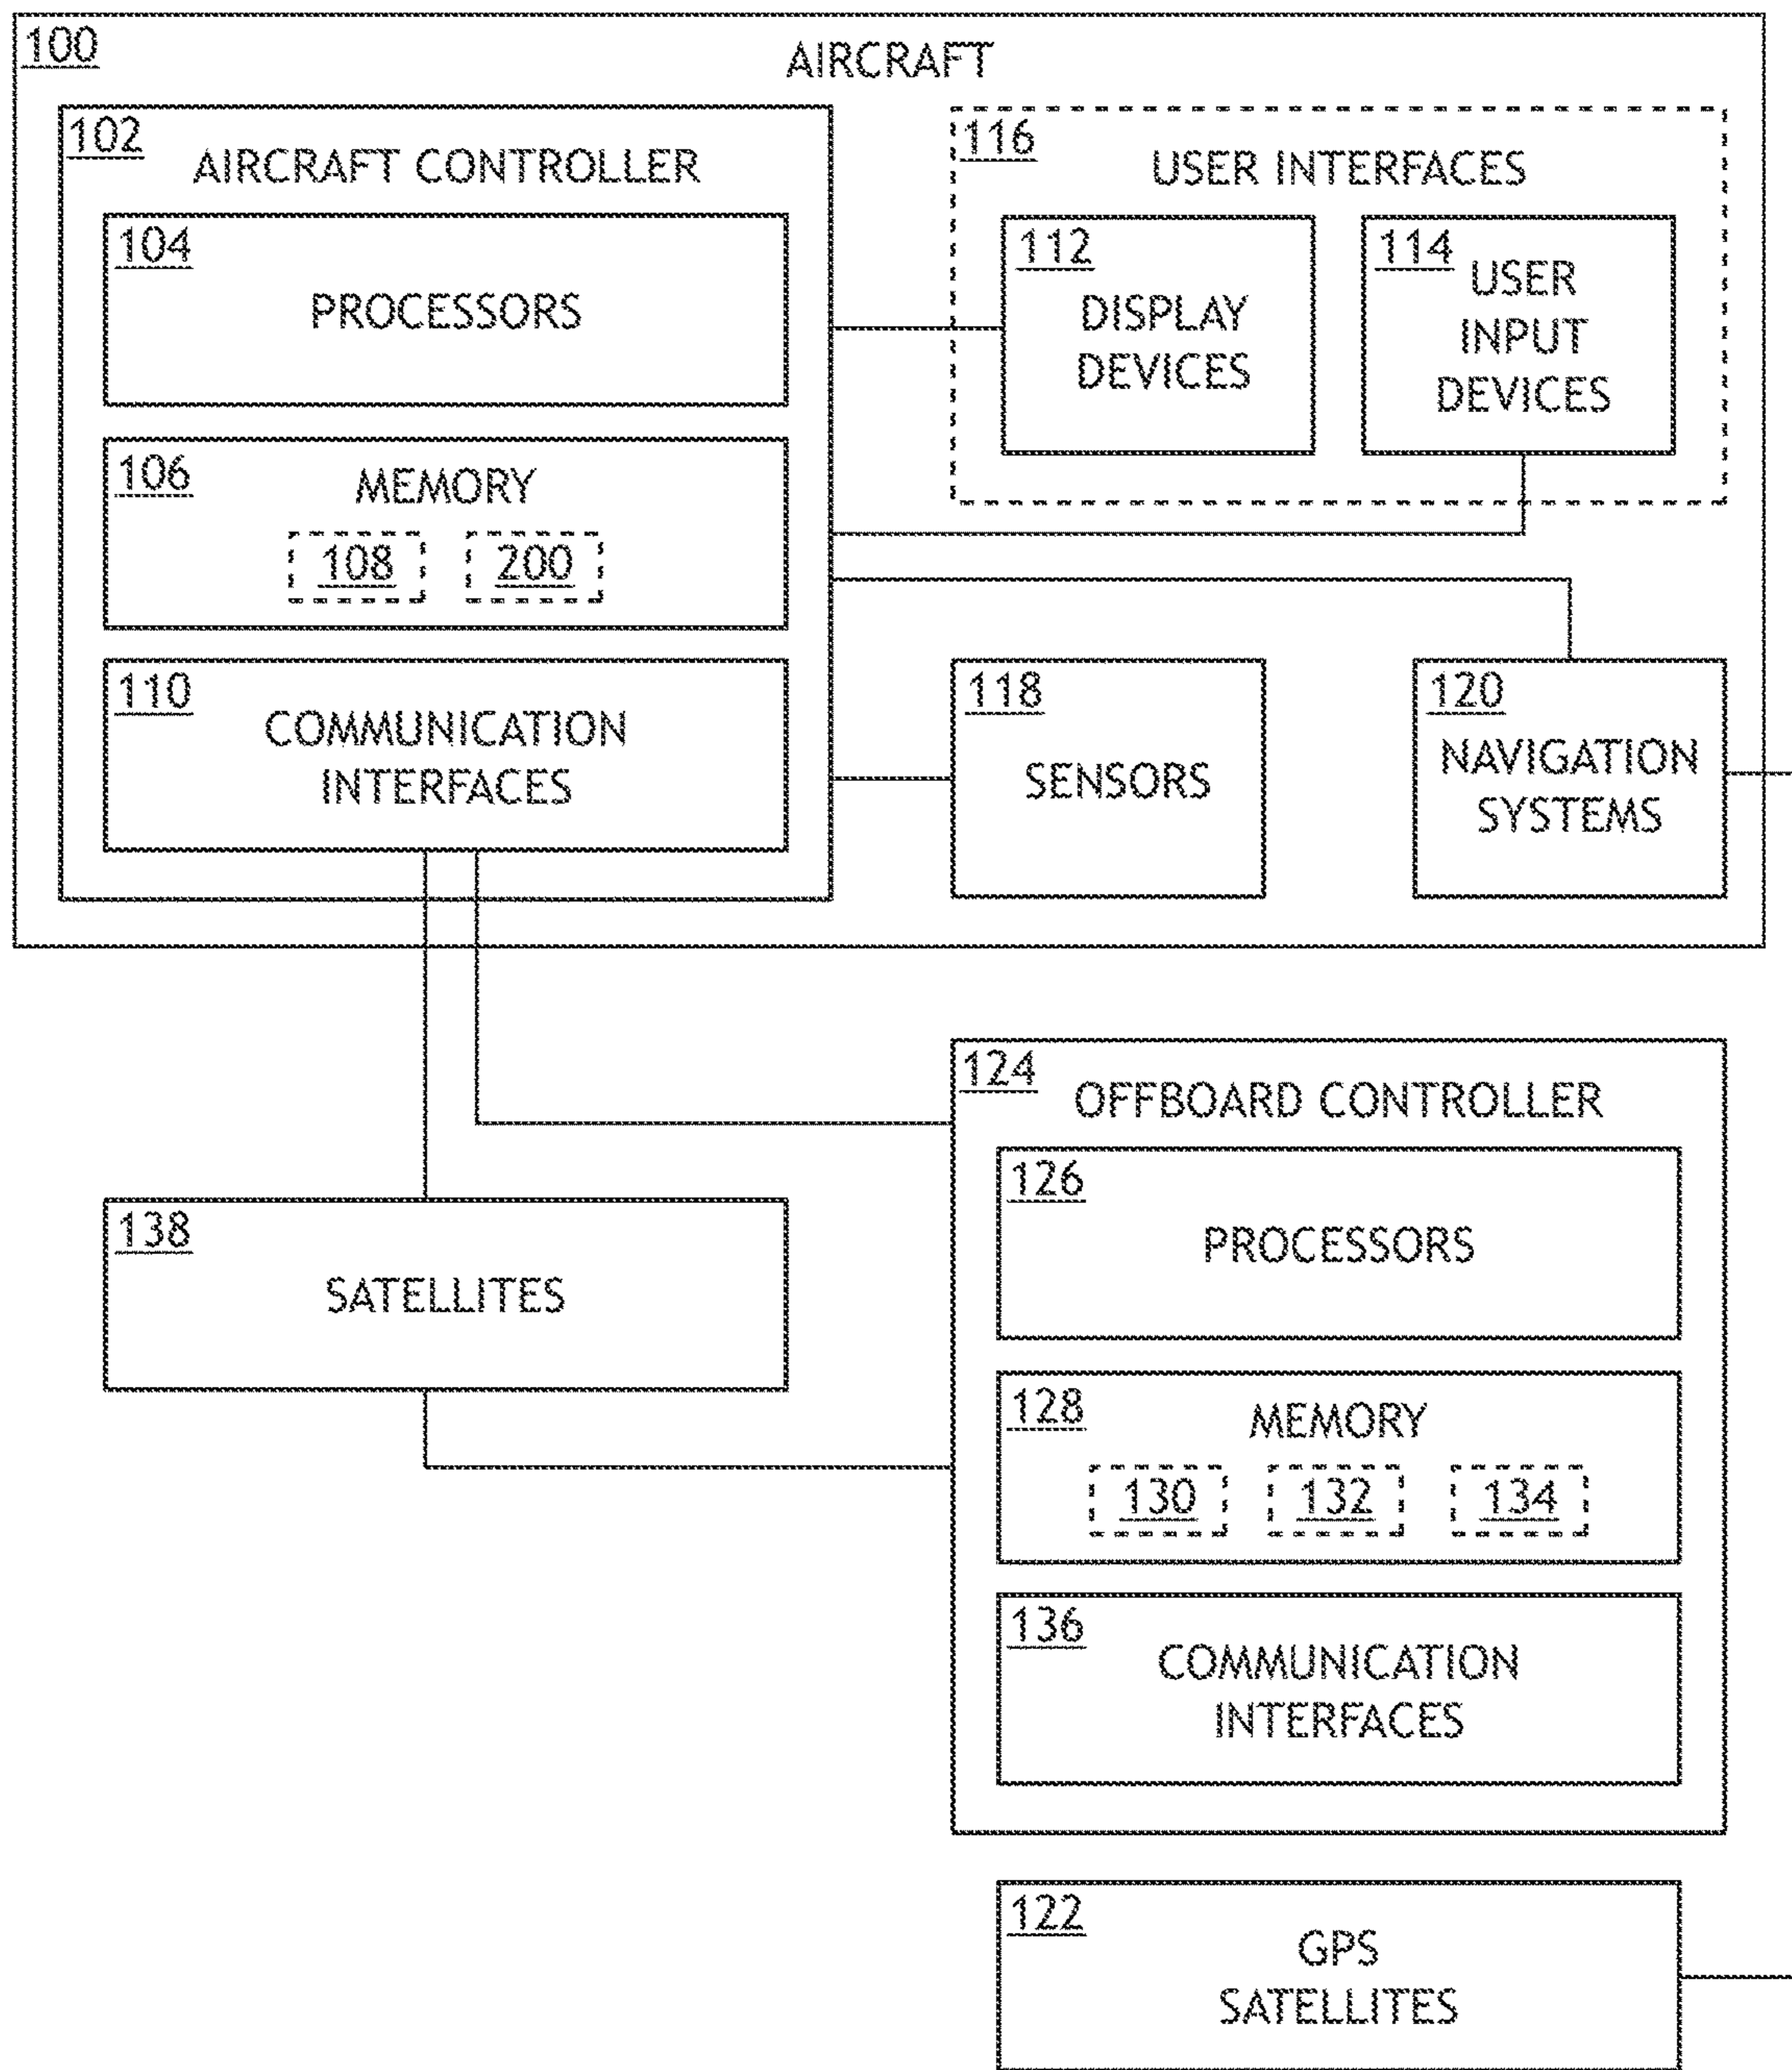 100
AIRCRAFT
102
AIRCRAFT CONTROLLER
104
PROCESSORS
106
MEMORY
108 200
110
COMMUNICATION
INTERFACES
116
USER INTERFACES
112
DISPLAY
DEVICES
114
USER
INPUT
DEVICES
118
SENSORS
120
NAVIGATION
SYSTEMS
138
SATELLITES
124
OFFBOARD CONTROLLER
126
PROCESSORS
128
MEMORY
130 132 134
136
COMMUNICATION
INTERFACES
122
GPS
SATELLITES